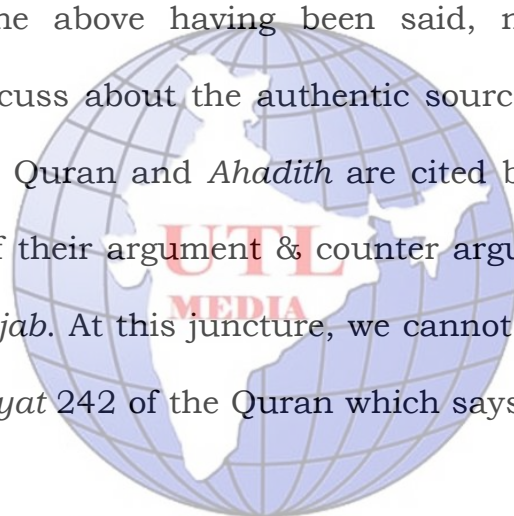 he above having been said, n
cuss about the authentic sourc
Quran and Ahadith are cited b
f their argument & counter argu
UTL
MEDIA
jab. At this juncture, we cannot
yat 242 of the Quran which says